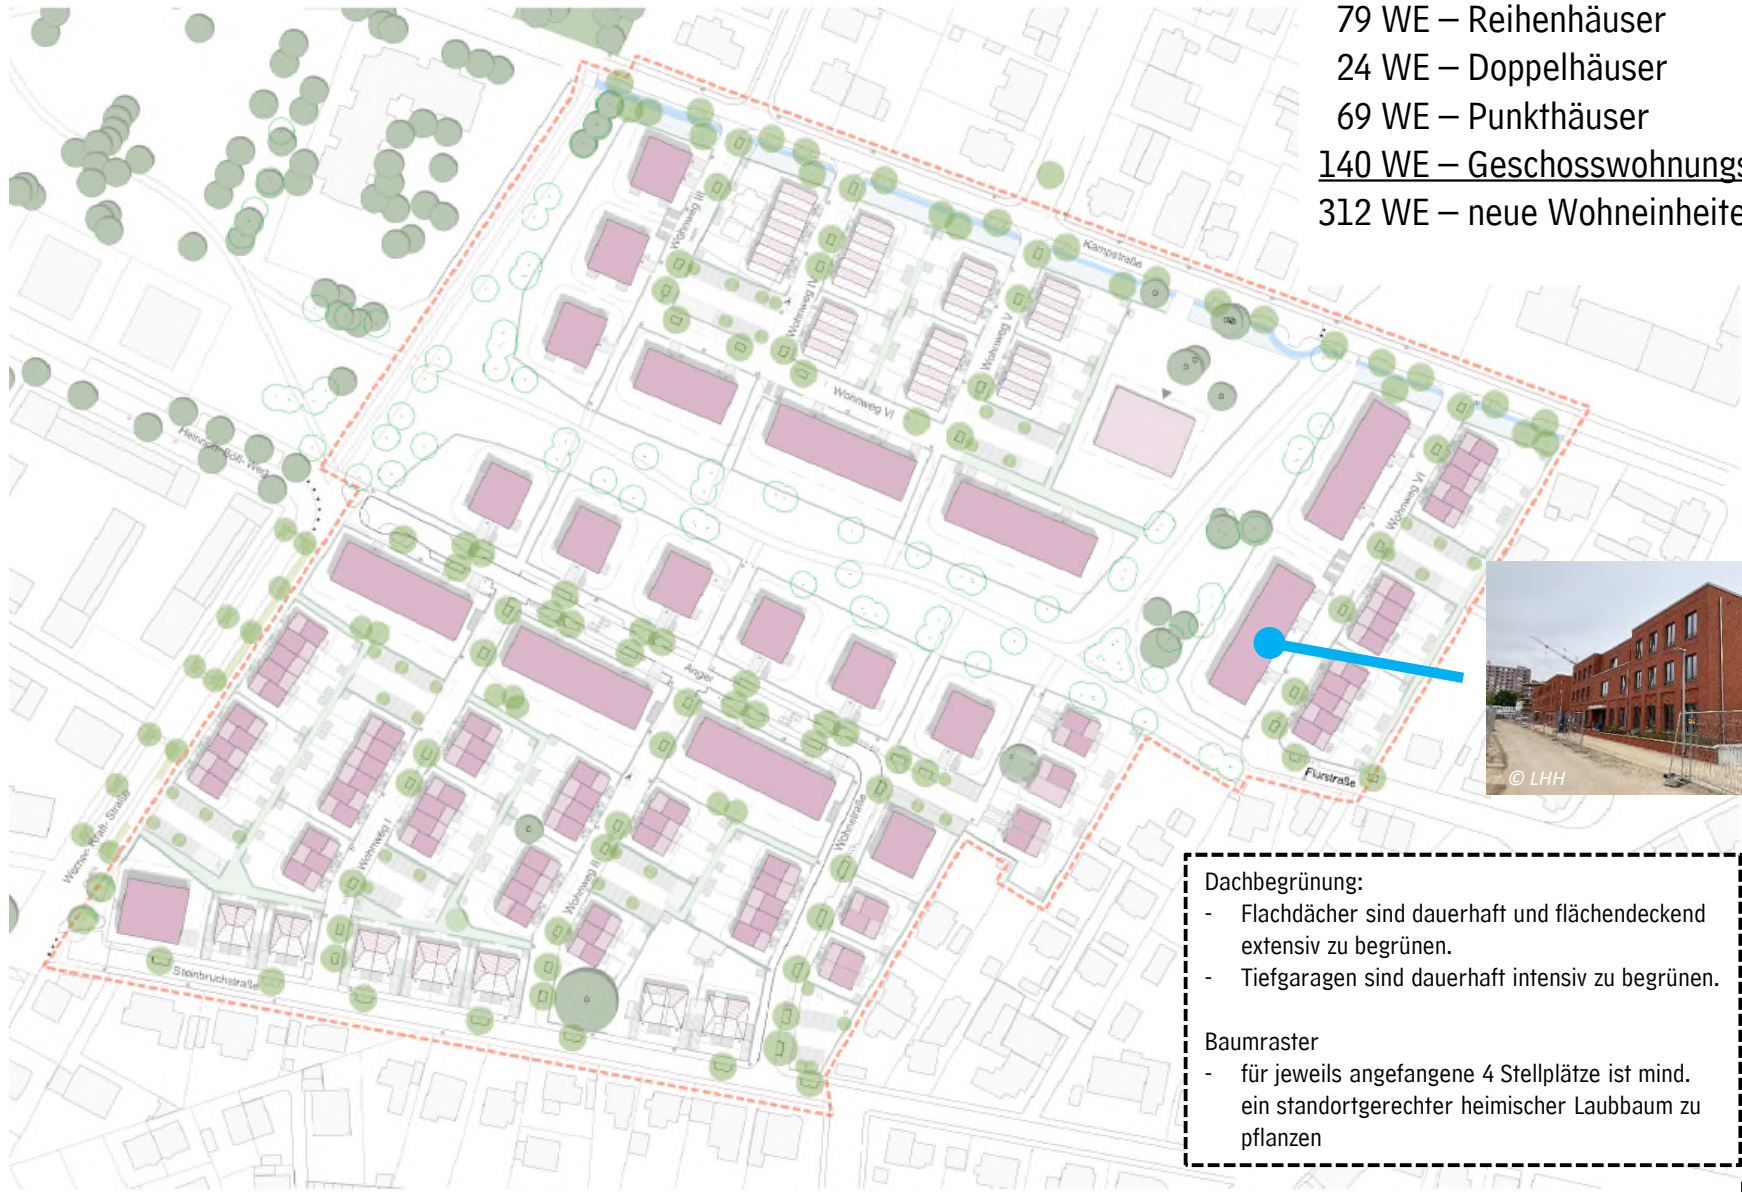 79 WE – Reihenhäuser
24 WE – Doppelhäuser
69 WE – Punkthäuser
140 WE – Geschosswohnungs
312 WE – neue Wohneinheite
Kampstraße
Wohnweg III
Wohnweg IV
Wohnweg V
Wohnweg VI
Wohnweg VI
Heinrich-Böll-Weg
Anger
Flurstraße
© LHH
Werner-Kraft-Straße
Wohnweg I
Wohnweg II
Wohnstraße
Steinbruchstraße
Dachbegrünung:
- Flachdächer sind dauerhaft und flächendeckend
extensiv zu begrünen.
- Tiefgaragen sind dauerhaft intensiv zu begrünen.
Baumraster
- für jeweils angefangene 4 Stellplätze ist mind.
ein standortgerechter heimischer Laubbaum zu
pflanzen